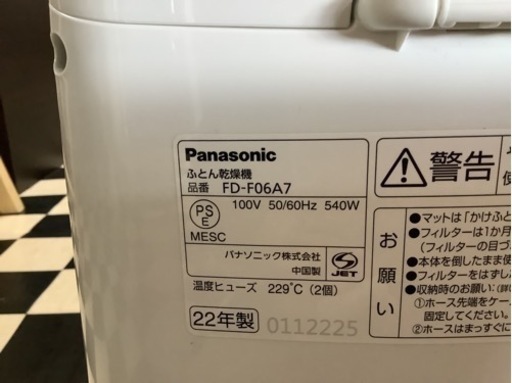 Panasonic
ふとん乾燥機
品番 FD-F06A7
PS
E
100V 50/60Hz 540W
MESC
パナソニック株式会社
中国製
JET
温度ヒューズ 229℃ (2個)
22年製 0112225
警告
お願い
●マットは「かけふと
●フィルターは1か月
(フィルターの目づ
●本体を倒したまま使
●フィルターをはずし
●収納時のお願い:(詳
①ホース先端をケー
固定してください。
②ホースはまっすぐに